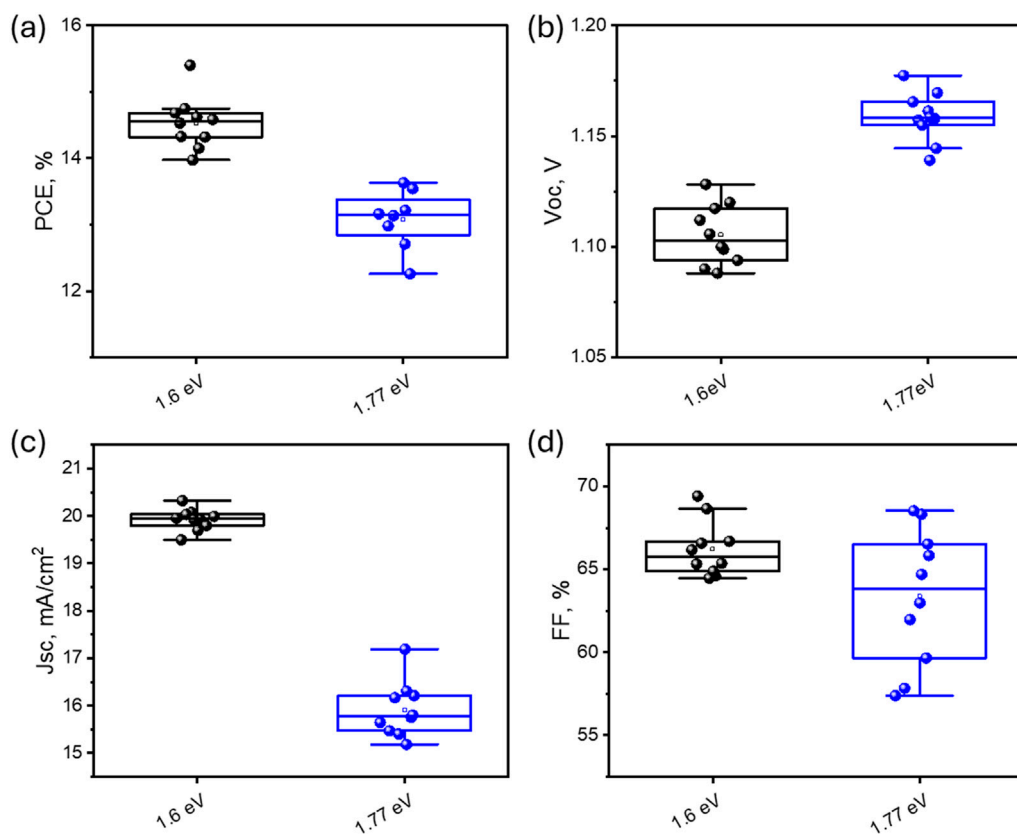 (a)
16
14
12
PCE, %
1.6 eV
1.77 eV
(b)
1.20
1.15
1.10
1.05
Voc, V
1.6eV
1.77eV
(c)
21
20
19
18
17
16
15
Jsc, mA/cm²
1.6 eV
1.77 eV
(d)
70
65
60
55
FF, %
1.6 eV
1.77 eV